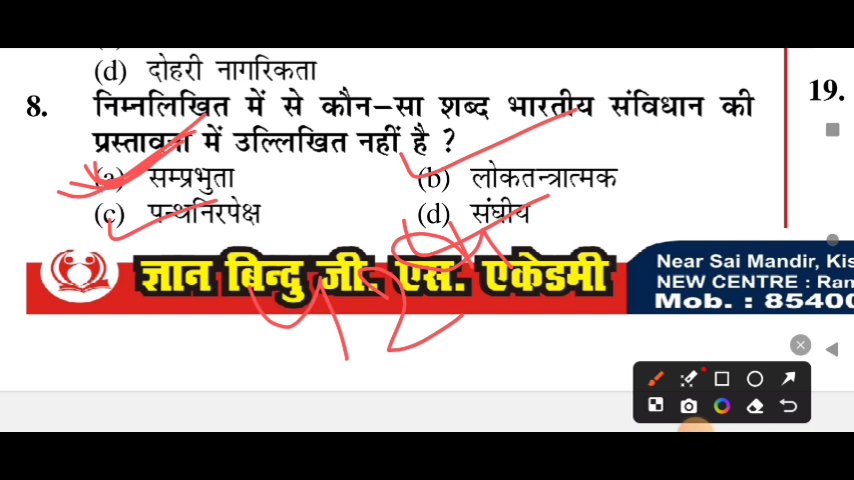 (d) दोहरी नागरिकता
8. निम्नलिखित में से कौन-सा शब्द भारतीय संविधान की
प्रस्तावना में उल्लिखित नहीं है ?
(a) सम्प्रभुता (b) लोकतन्त्रात्मक
(c) पन्थनिरपेक्ष (d) संघीय
19.
ज्ञान बिन्दु जी. एस. एकेडमी
Near Sai Mandir, Kis
NEW CENTRE : Ran
Mob. : 85400